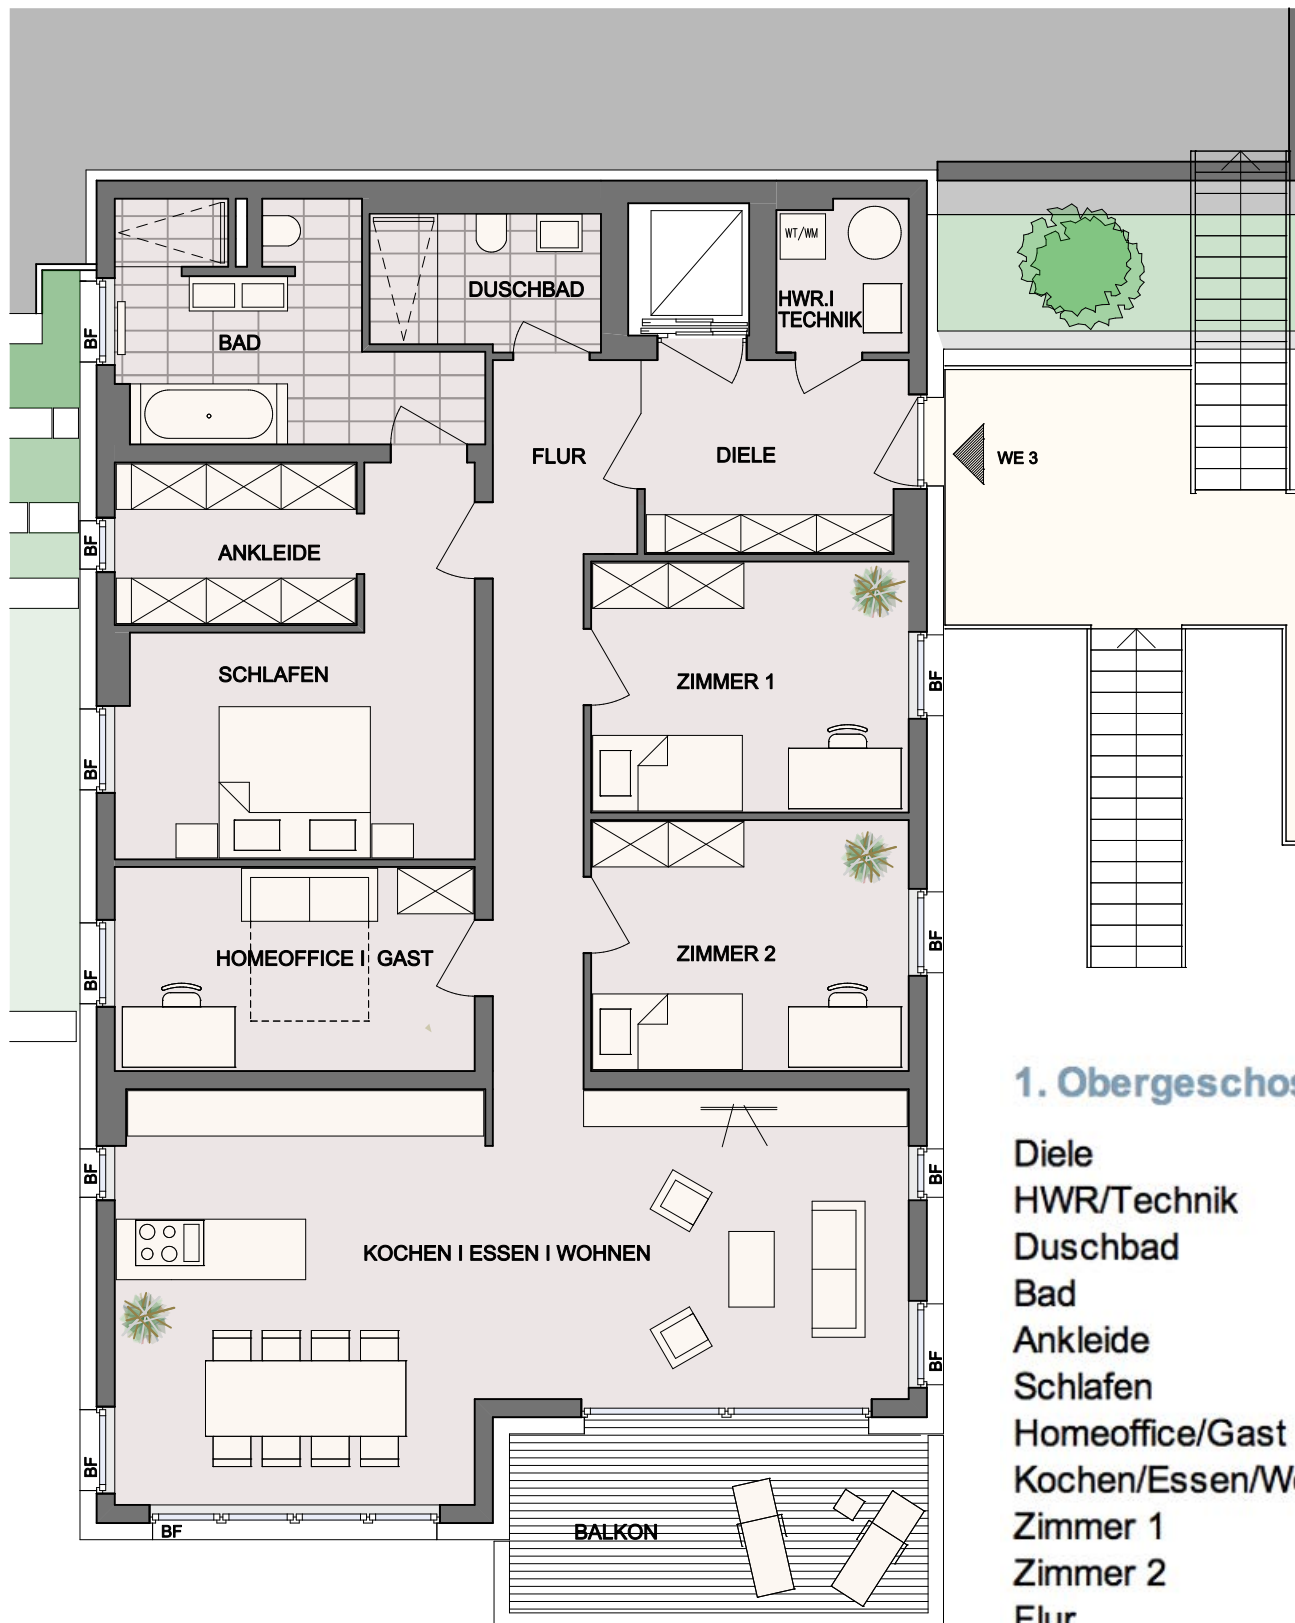 WT/WM
DUSCHBAD
HWR.I
TECHNIK
BF
BAD
FLUR
DIELE
WE 3
BF
ANKLEIDE
SCHLAFEN
ZIMMER 1
BF
BF
ZIMMER 2
BF
HOMEOFFICE I GAST
BF
1. Obergeschos
Diele
BF
BF
HWR/Technik
Duschbad
KOCHEN I ESSEN I WOHNEN
Bad
Ankleide
BF
Schlafen
Homeoffice/Gast
BF
Kochen/Essen/Wo
Zimmer 1
BF
BALKON
Zimmer 2
Flur